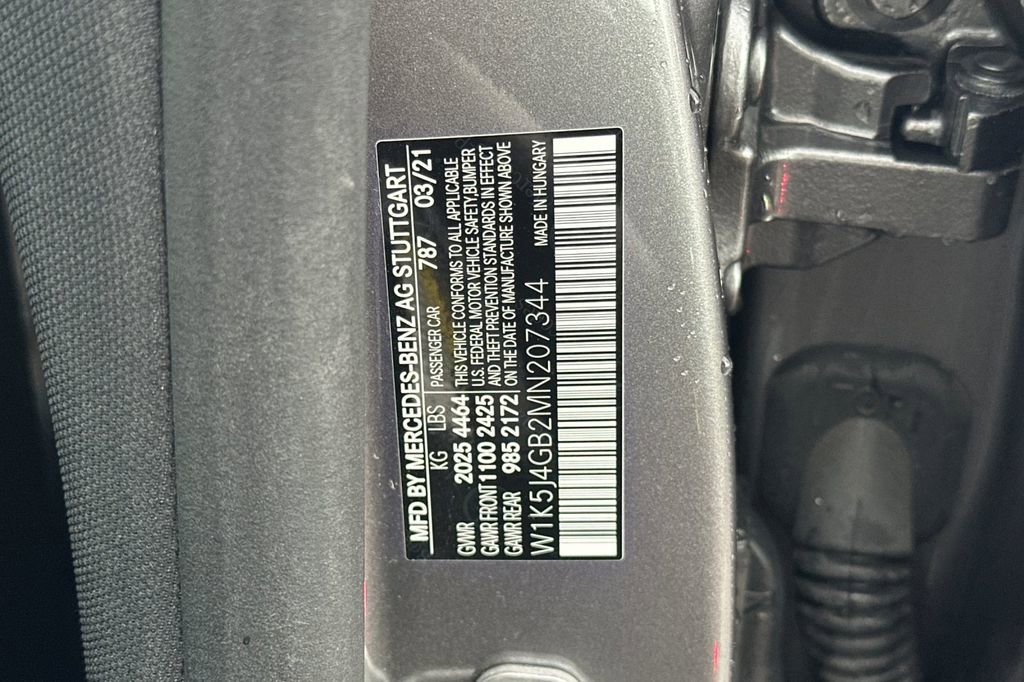 MFD BY MERCEDES-BENZ AG STUTTGART
KG LBS PASSENGER CAR 787 03/21
GVWR 2025 4464 THIS VEHICLE CONFORMS TO ALL APPLICABLE
GAWR FRONT 1100 2425 U.S. FEDERAL MOTOR VEHICLE SAFETY,BUMPER
AND THEFT PREVENTION STANDARDS IN EFFECT
GAWR REAR 985 2172 ON THE DATE OF MANUFACTURE SHOWN ABOVE
W1K5J4GB2MN207344 MADE IN HUNGARY